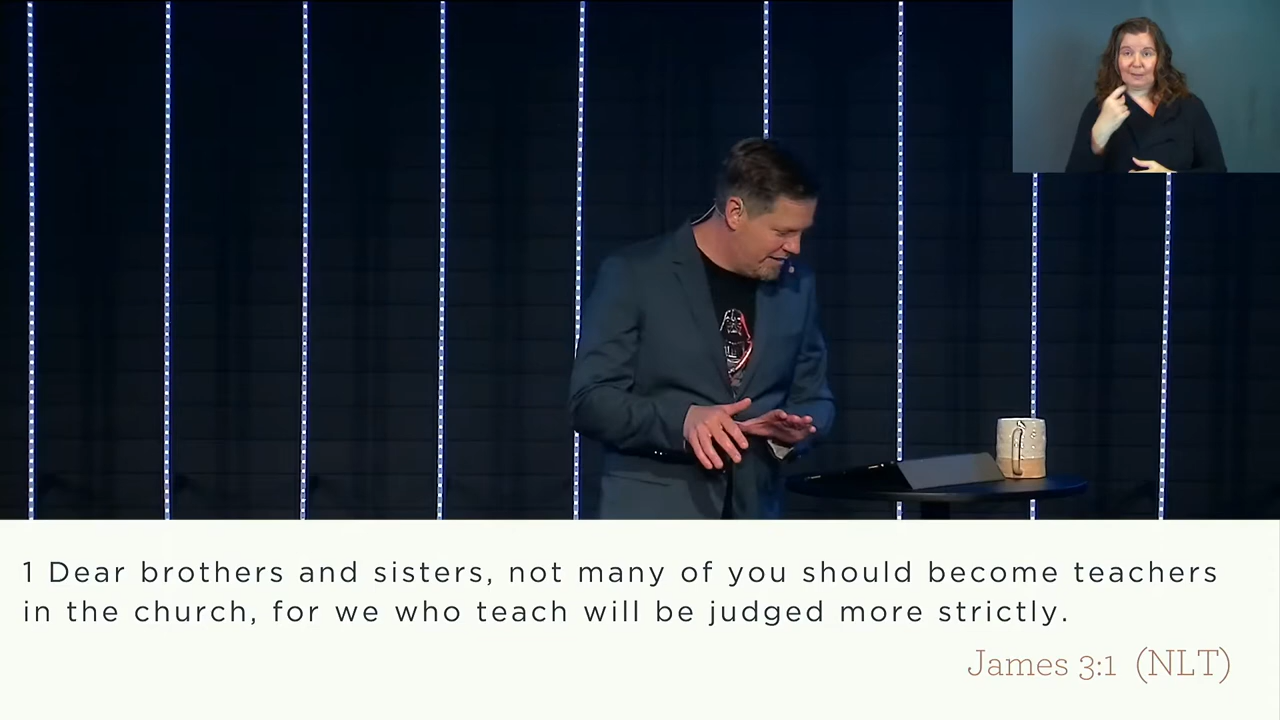 1 Dear brothers and sisters, not many of you should become teachers
in the church, for we who teach will be judged more strictly.
James 3:1 (NLT)